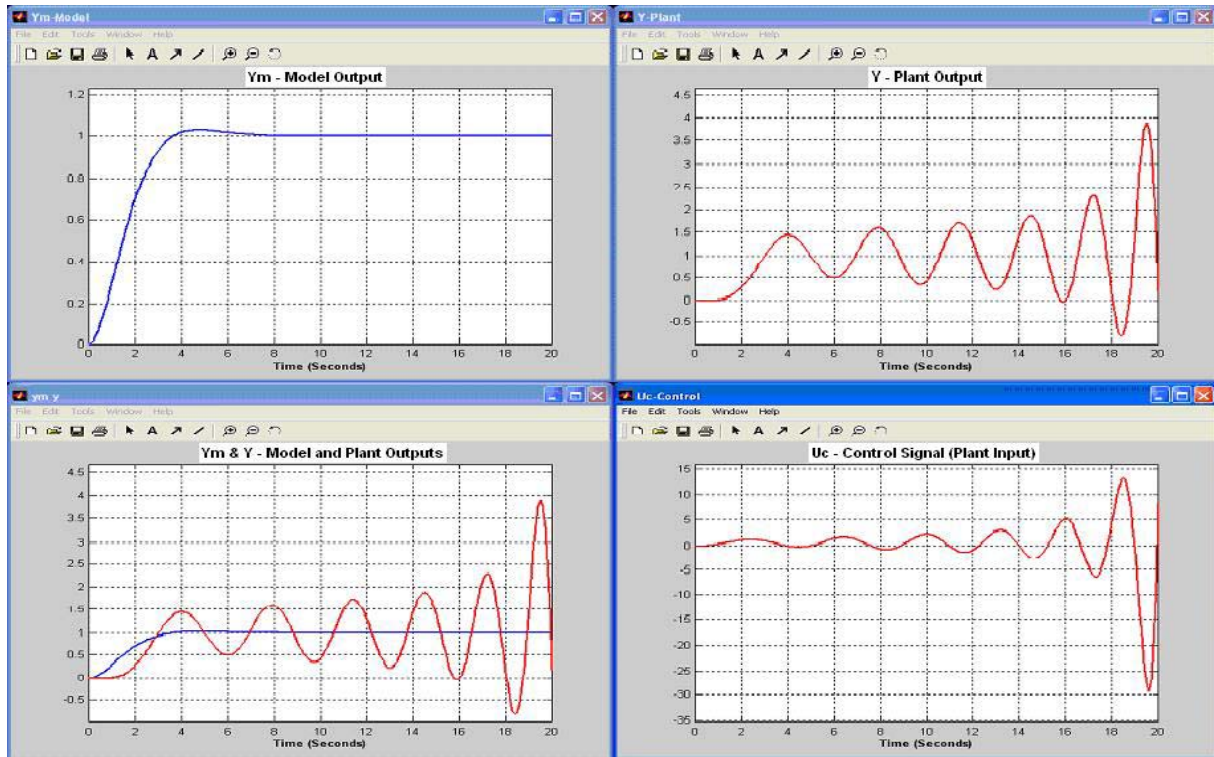 Ym-Model
File Edit Tools Window Help
Ym - Model Output
1.2
1
0.8
0.6
0.4
0.2
0
0 2 4 6 8 10 12 14 16 18 20
Time (Seconds)
Y-Plant
File Edit Tools Window Help
Y - Plant Output
4.5
4
3.5
3
2.5
2
1.5
1
0.5
0
-0.5
0 2 4 6 8 10 12 14 16 18 20
Time (Seconds)
ym y
File Edit Tools Window Help
Ym & Y - Model and Plant Outputs
4.5
4
3.5
3
2.5
2
1.5
1
0.5
0
-0.5
0 2 4 6 8 10 12 14 16 18 20
Time (Seconds)
Uc-Control
File Edit Tools Window Help
Uc - Control Signal (Plant Input)
15
10
5
0
-5
-10
-15
-20
-25
-30
-35
0 2 4 6 8 10 12 14 16 18 20
Time (Seconds)